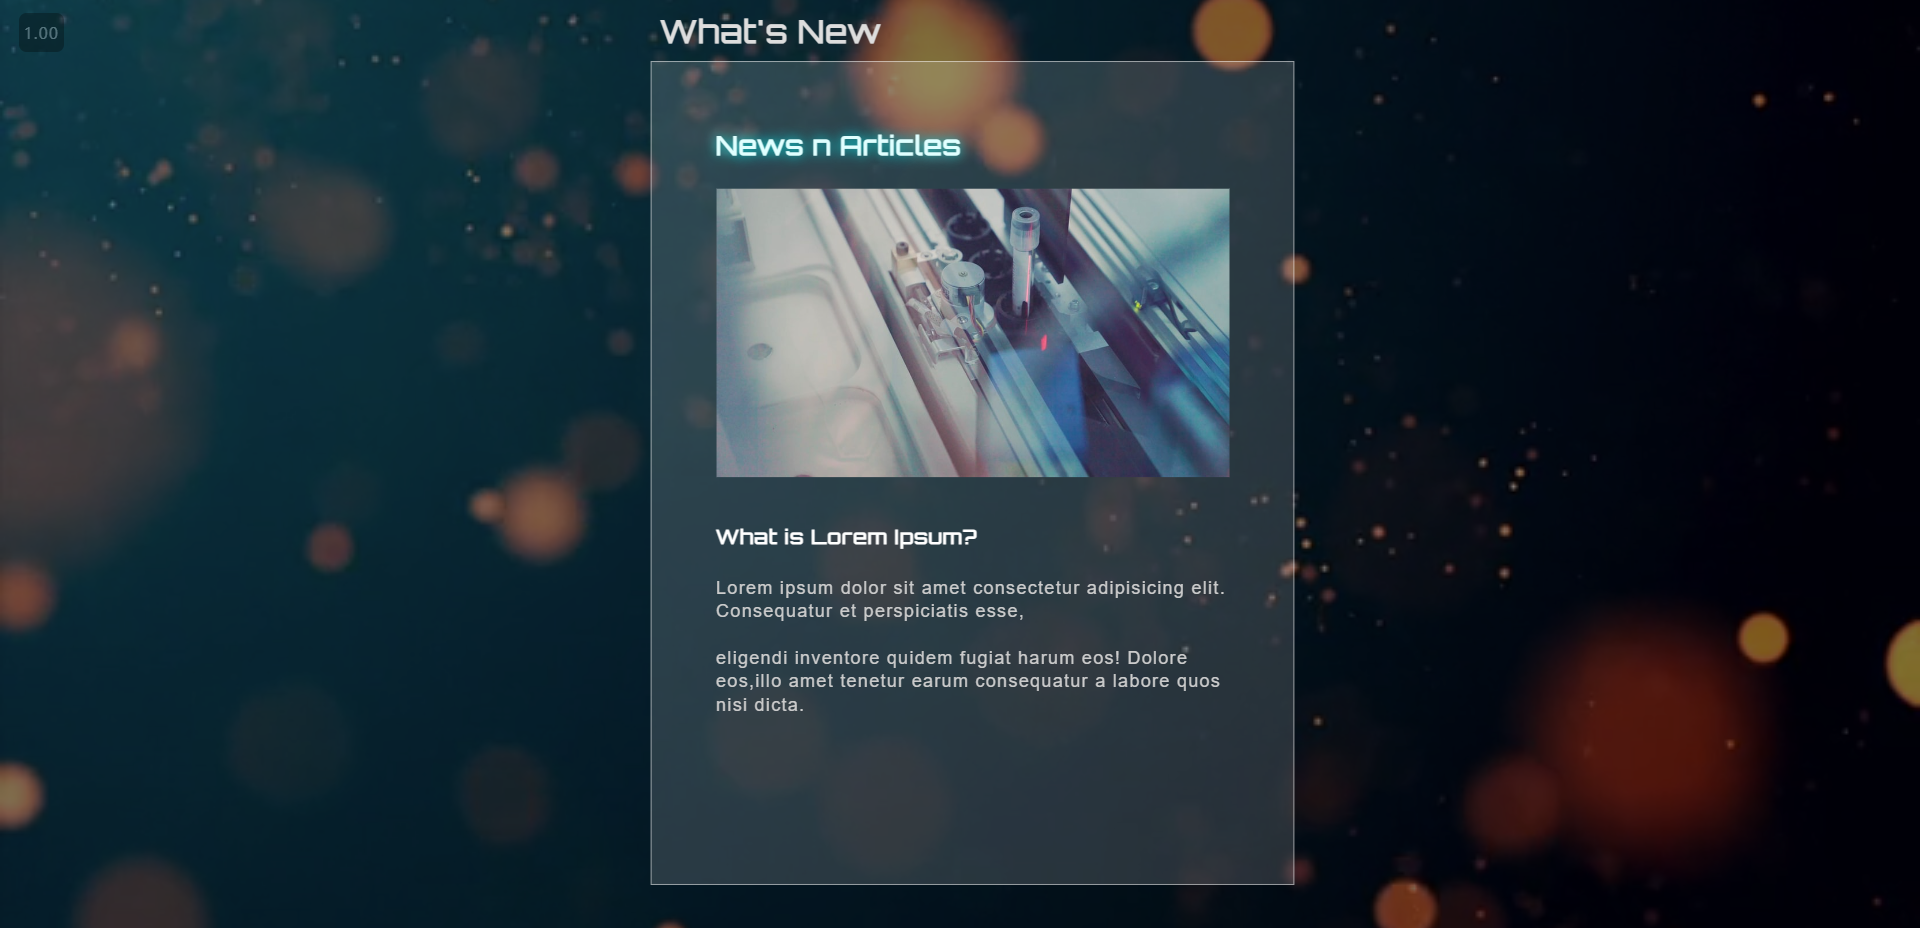 1.00
What's New
News n Articles
What is Lorem Ipsum?
Lorem ipsum dolor sit amet consectetur adipisicing elit.
Consequatur et perspiciatis esse,
eligendi inventore quidem fugiat harum eos! Dolore
eos,illo amet tenetur earum consequatur a labore quos
nisi dicta.